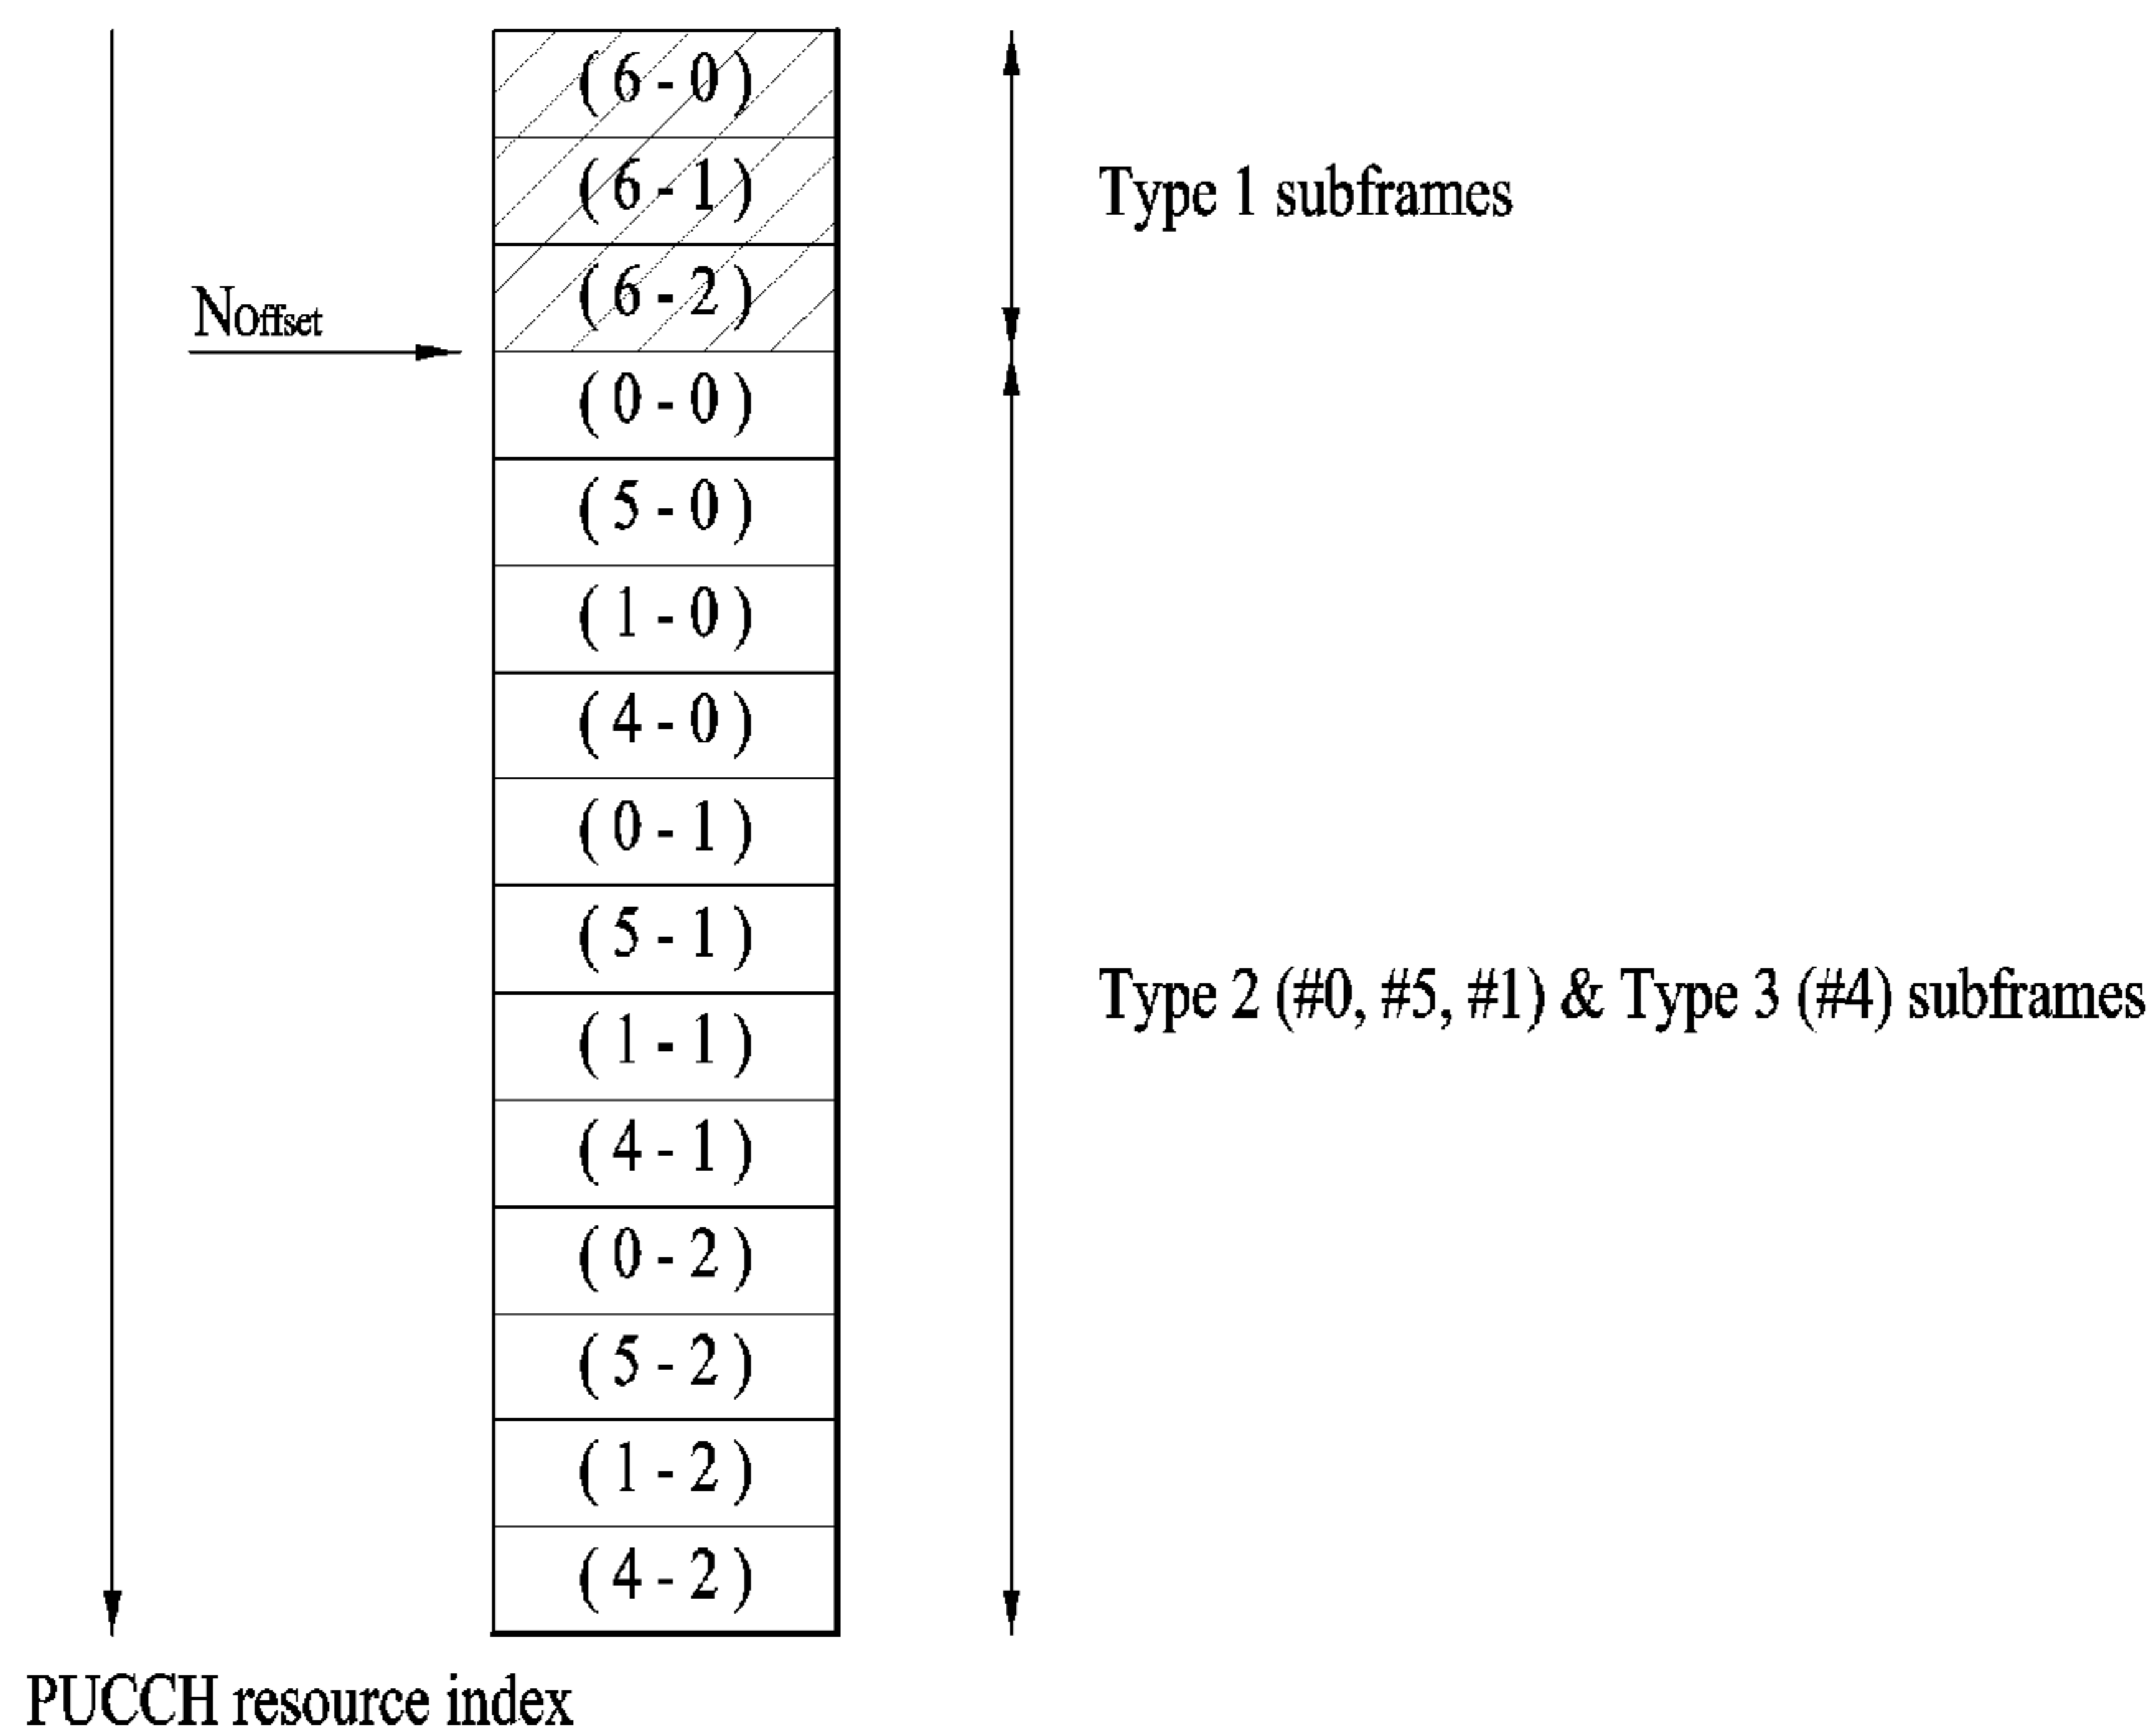 ( 6 - 0 )
( 6 - 1 )
Type 1 subframes
( 6 - 2 )
Noffset
( 0 - 0 )
( 5 - 0 )
( 1 - 0 )
( 4 - 0 )
( 0 - 1 )
( 5 - 1 )
Type 2 (#0, #5, #1) & Type 3 (#4) subframes
( 1 - 1 )
( 4 - 1 )
( 0 - 2 )
( 5 - 2 )
( 1 - 2 )
( 4 - 2 )
PUCCH resource index